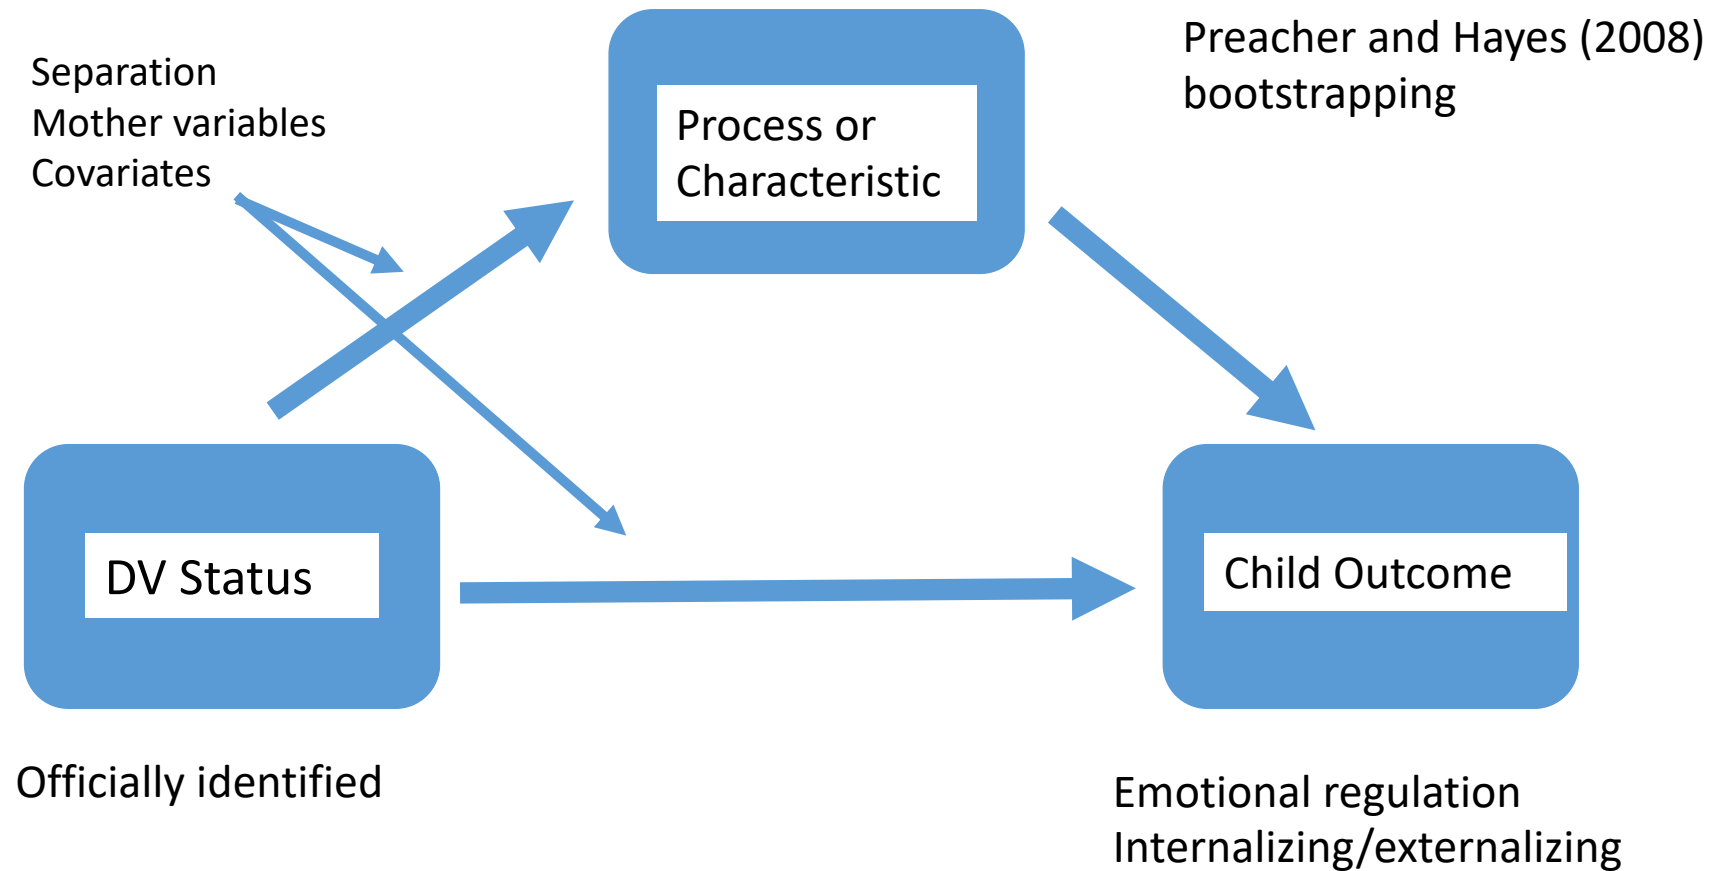 Separation
Mother variables
Covariates
Process or
Characteristic
Preacher and Hayes (2008)
bootstrapping
DV Status
Child Outcome
Officially identified
Emotional regulation
Internalizing/externalizing